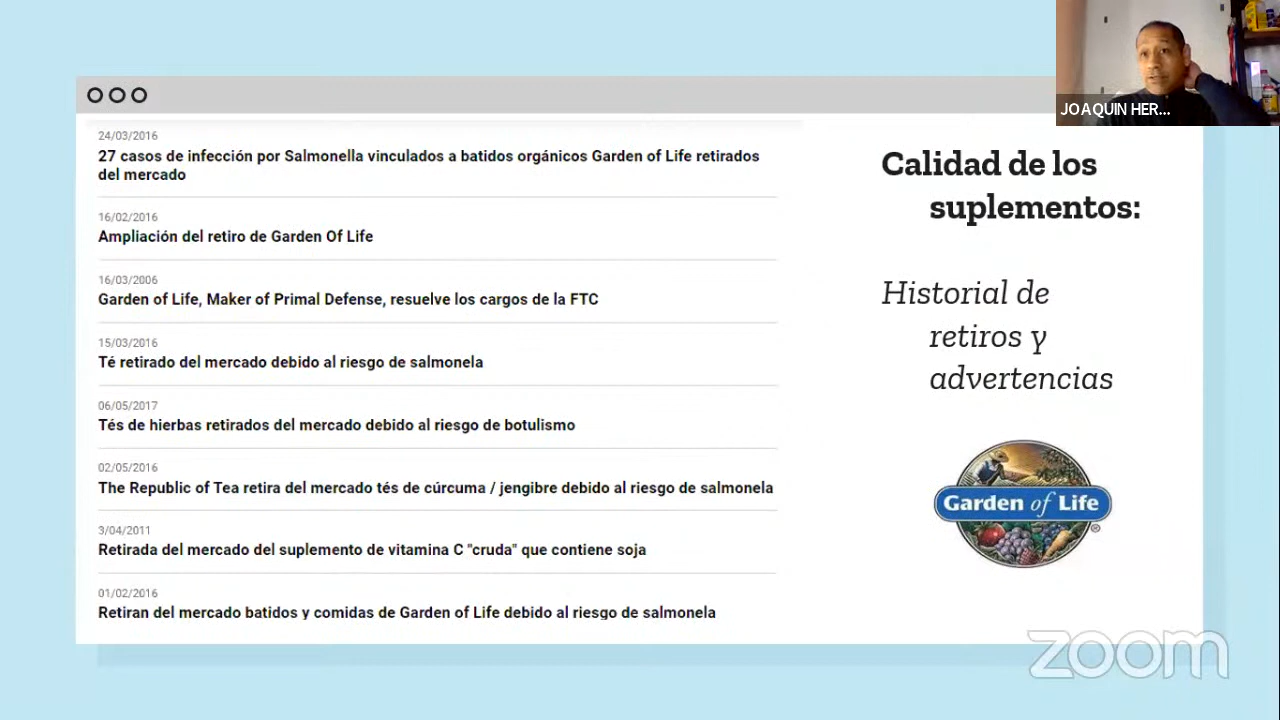 JOAQUIN HER...
24/03/2016
27 casos de infección por Salmonella vinculados a batidos orgánicos Garden of Life retirados
del mercado
16/02/2016
Ampliación del retiro de Garden Of Life
16/03/2006
Garden of Life, Maker of Primal Defense, resuelve los cargos de la FTC
15/03/2016
Té retirado del mercado debido al riesgo de salmonela
06/05/2017
Tés de hierbas retirados del mercado debido al riesgo de botulismo
02/05/2016
The Republic of Tea retira del mercado tés de cúrcuma / jengibre debido al riesgo de salmonela
3/04/2011
Retirada del mercado del suplemento de vitamina C "cruda" que contiene soja
01/02/2016
Retiran del mercado batidos y comidas de Garden of Life debido al riesgo de salmonela
Calidad de los
suplementos:
Historial de
retiros y
advertencias
Garden of Life
®
zoom